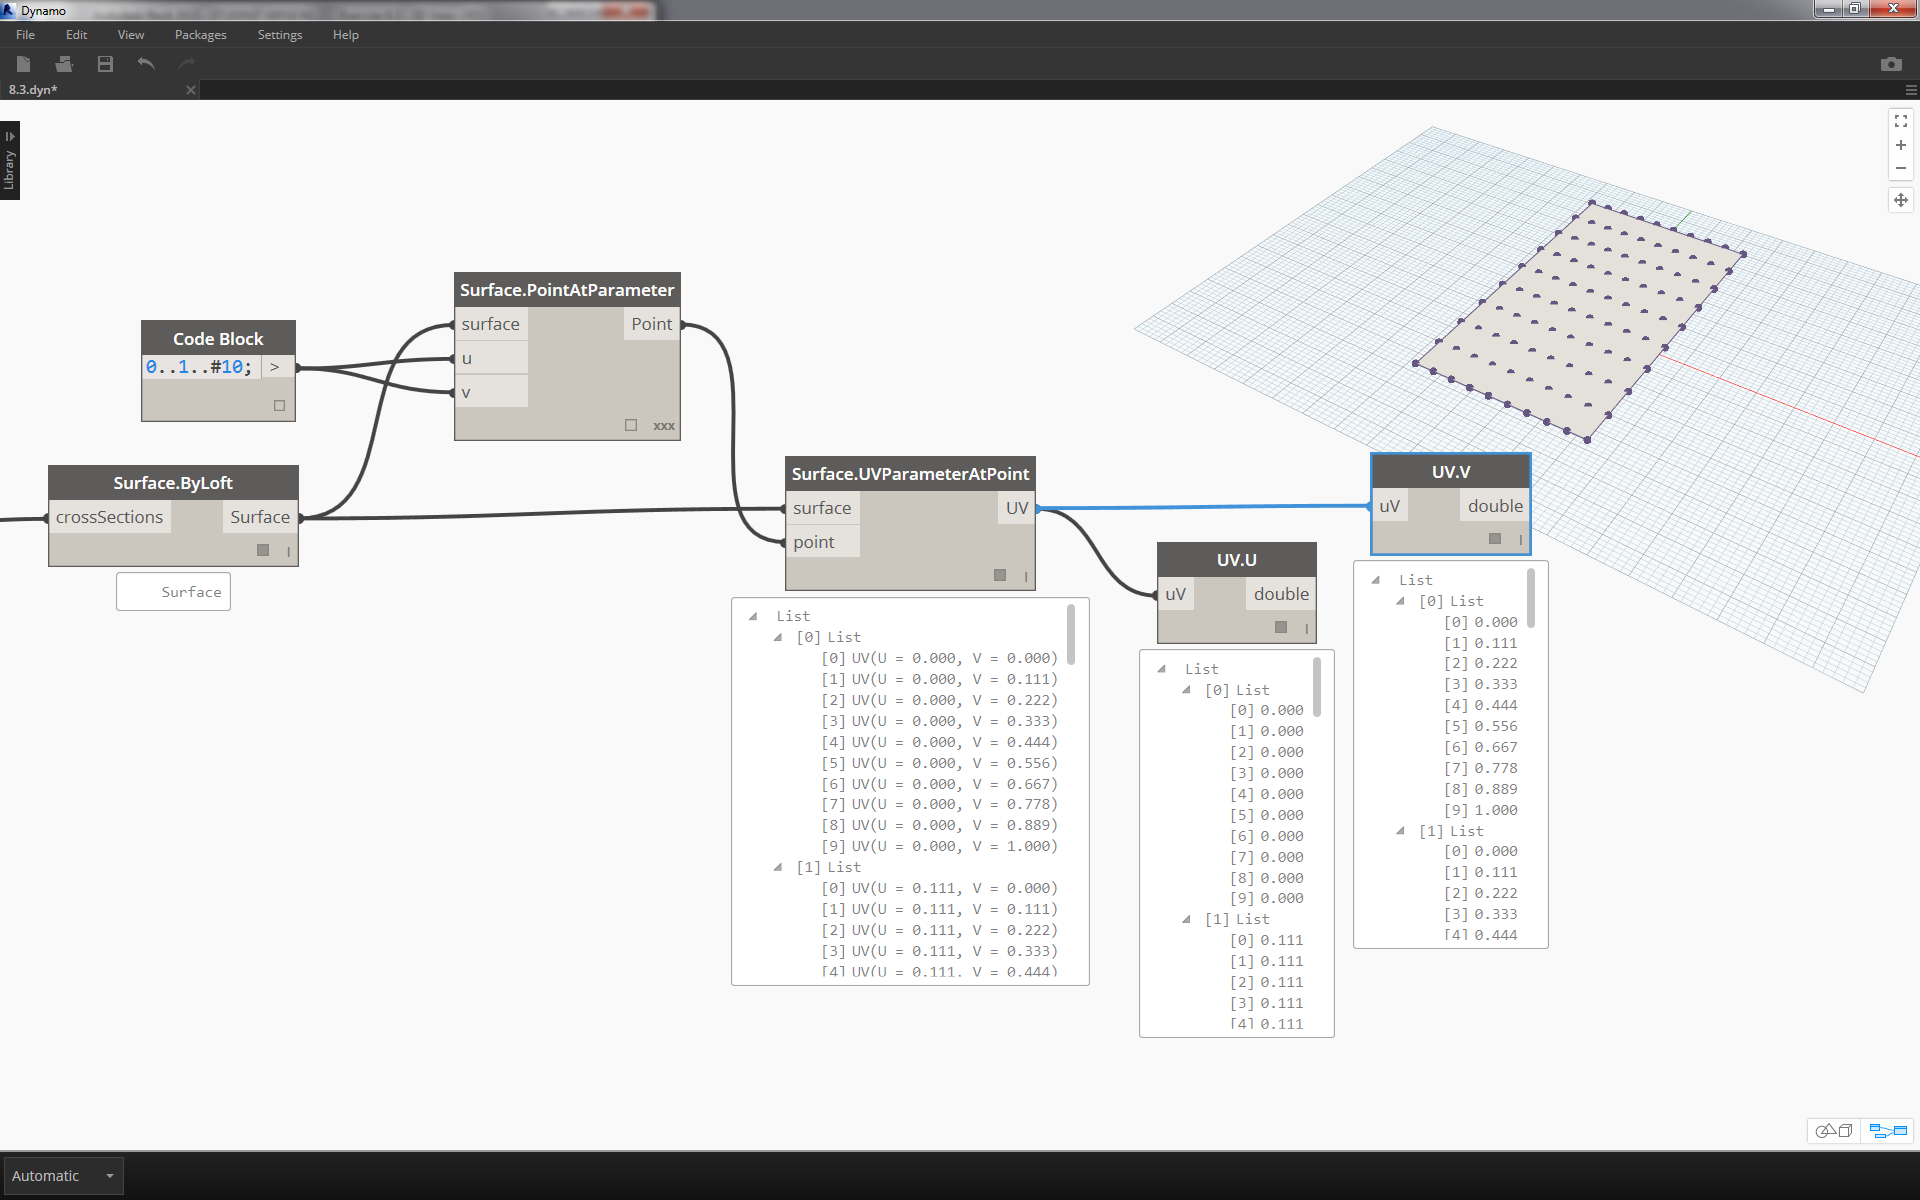 Dynamo
File Edit View Packages Settings Help
8.3.dyn*
Library
Code Block
0..1..#10; >
Surface.ByLoft
crossSections Surface
l
Surface
Surface.PointAtParameter
surface Point
u
v
xxx
Surface.UVParameterAtPoint
surface UV
point
l
List
[0] List
[0] UV(U = 0.000, V = 0.000)
[1] UV(U = 0.000, V = 0.111)
[2] UV(U = 0.000, V = 0.222)
[3] UV(U = 0.000, V = 0.333)
[4] UV(U = 0.000, V = 0.444)
[5] UV(U = 0.000, V = 0.556)
[6] UV(U = 0.000, V = 0.667)
[7] UV(U = 0.000, V = 0.778)
[8] UV(U = 0.000, V = 0.889)
[9] UV(U = 0.000, V = 1.000)
[1] List
[0] UV(U = 0.111, V = 0.000)
[1] UV(U = 0.111, V = 0.111)
[2] UV(U = 0.111, V = 0.222)
[3] UV(U = 0.111, V = 0.333)
[4] UV(U = 0.111, V = 0.444)
UV.U
uV double
l
List
[0] List
[0] 0.000
[1] 0.000
[2] 0.000
[3] 0.000
[4] 0.000
[5] 0.000
[6] 0.000
[7] 0.000
[8] 0.000
[9] 0.000
[1] List
[0] 0.111
[1] 0.111
[2] 0.111
[3] 0.111
[4] 0.111
UV.V
uV double
l
List
[0] List
[0] 0.000
[1] 0.111
[2] 0.222
[3] 0.333
[4] 0.444
[5] 0.556
[6] 0.667
[7] 0.778
[8] 0.889
[9] 1.000
[1] List
[0] 0.000
[1] 0.111
[2] 0.222
[3] 0.333
[4] 0.444
Automatic